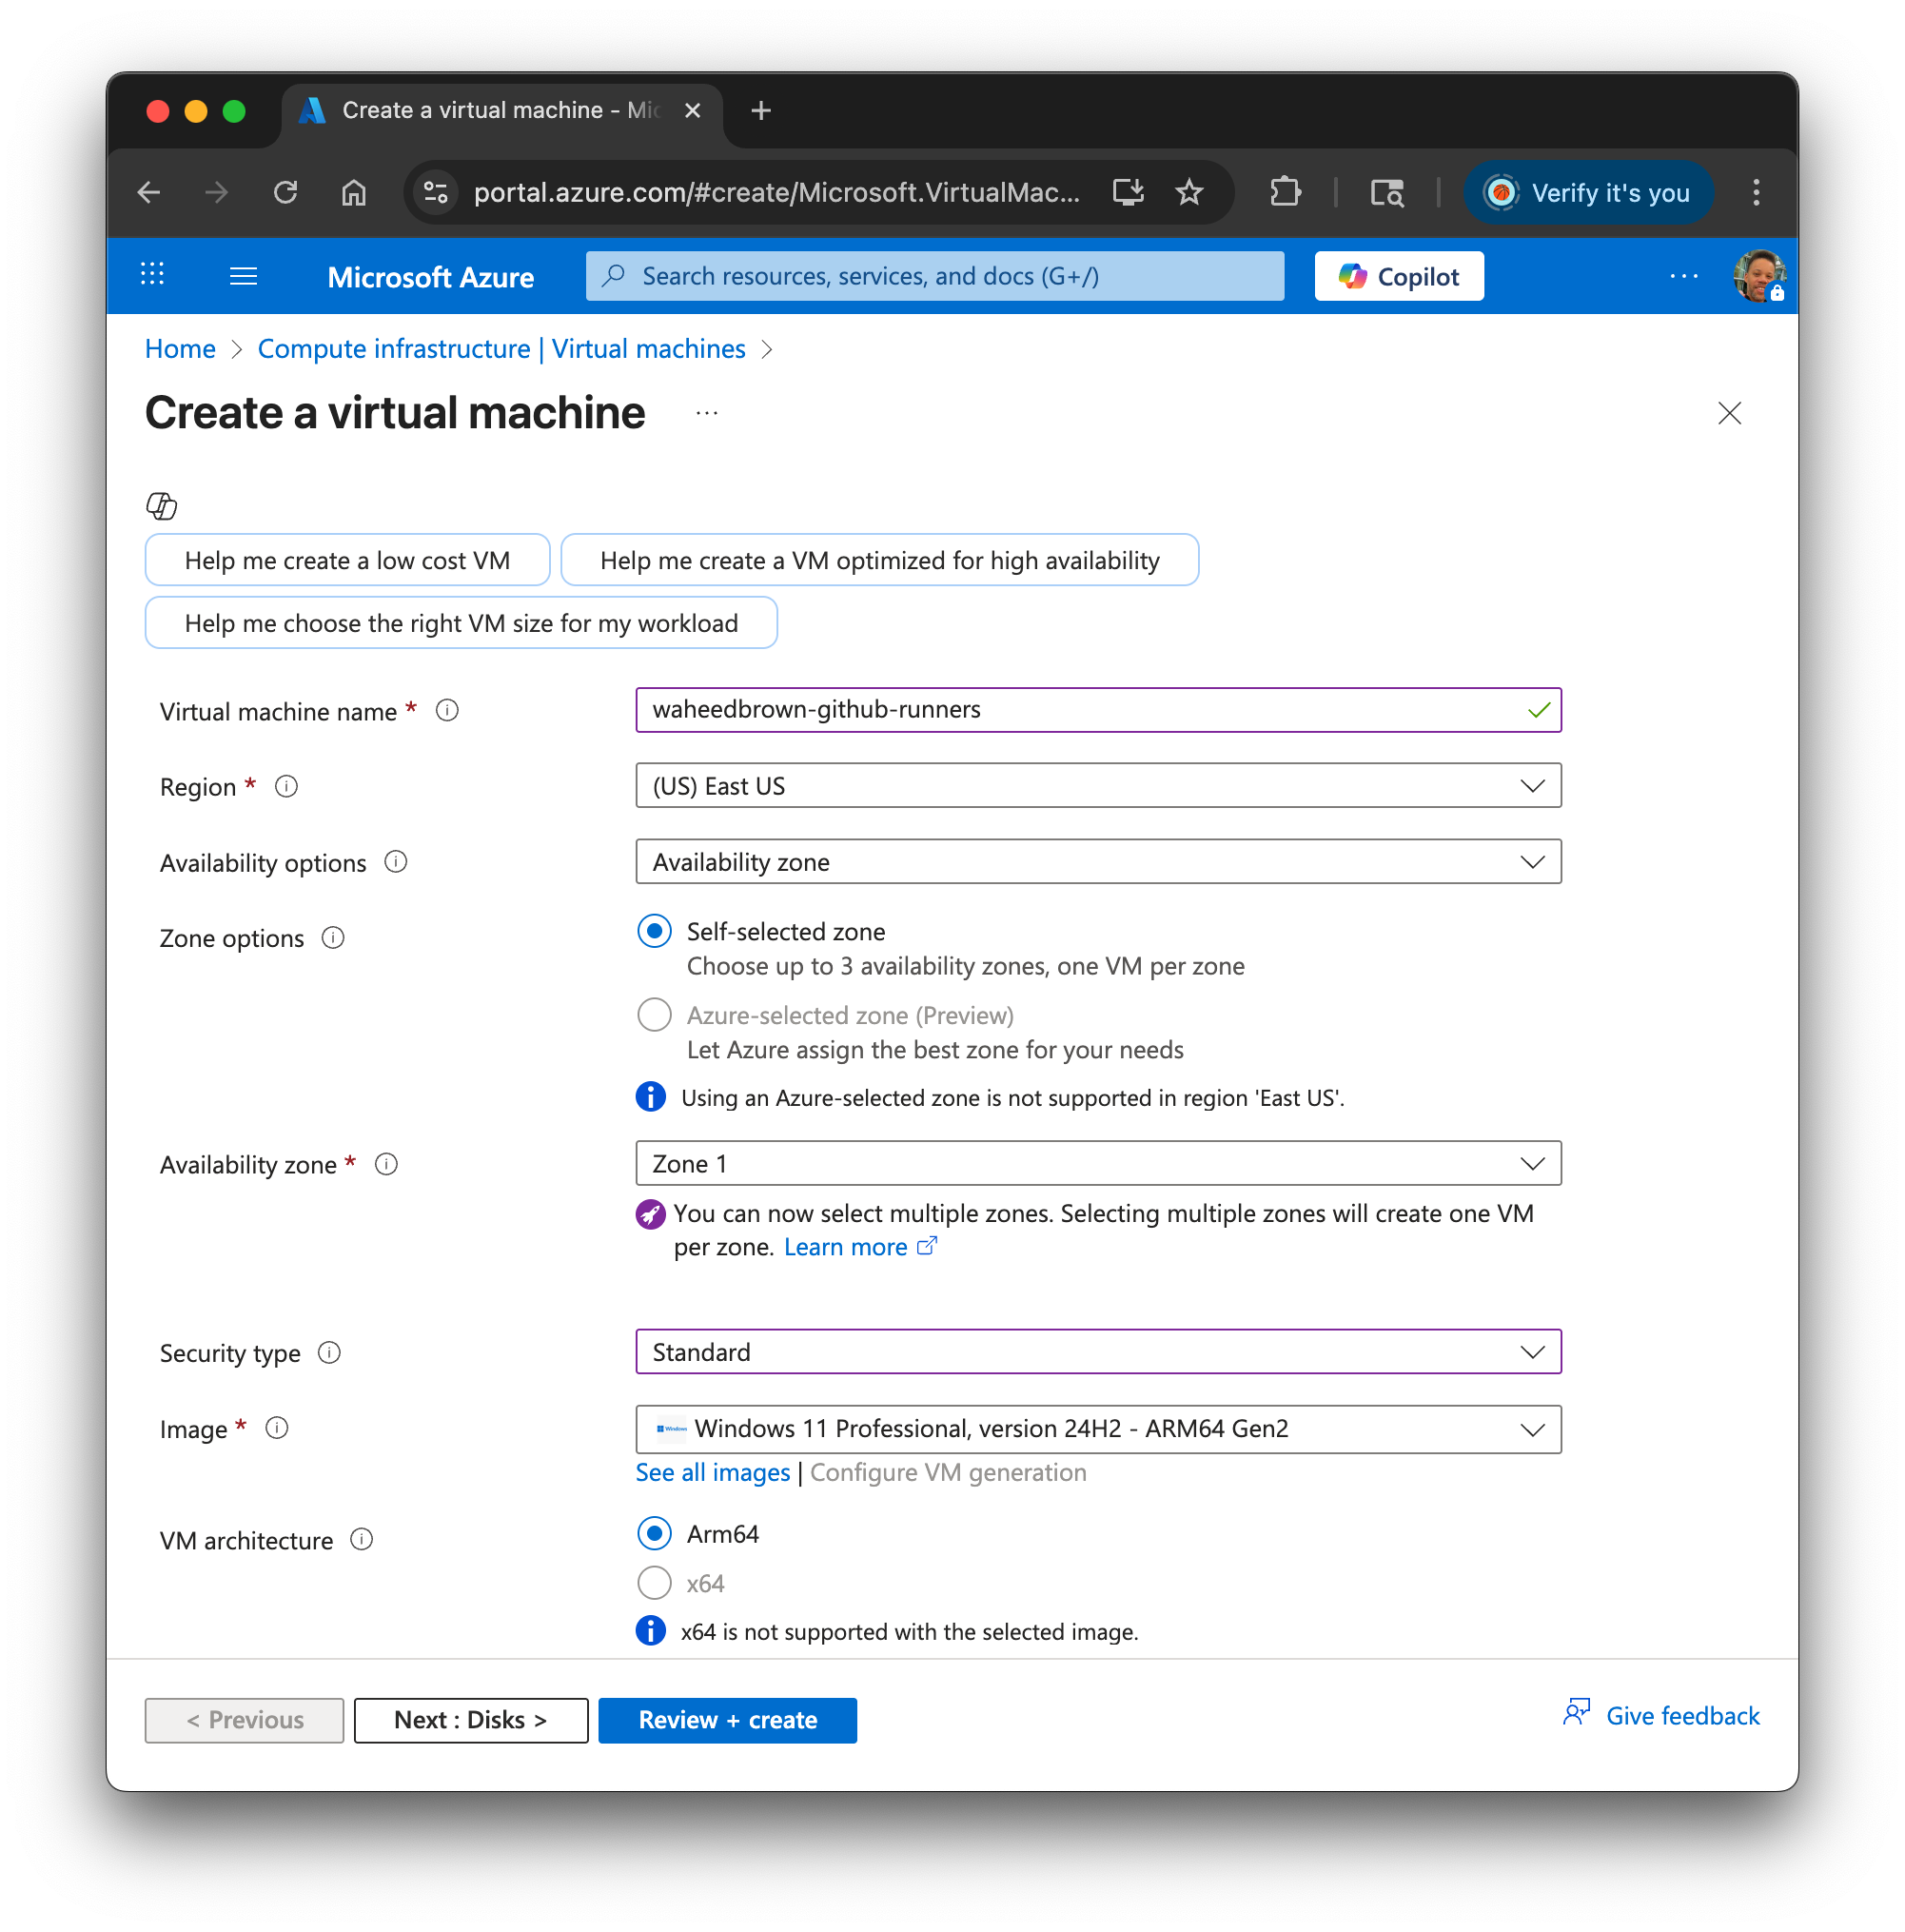 Create a virtual machine - Mic
portal.azure.com/#create/Microsoft.VirtualMac...
Verify it's you
Microsoft Azure
Search resources, services, and docs (G+/)
Copilot
Home > Compute infrastructure | Virtual machines >
Create a virtual machine
Help me create a low cost VM
Help me create a VM optimized for high availability
Help me choose the right VM size for my workload
Virtual machine name *
waheedbrown-github-runners
Region *
(US) East US
Availability options
Availability zone
Zone options
Self-selected zone
Choose up to 3 availability zones, one VM per zone
Azure-selected zone (Preview)
Let Azure assign the best zone for your needs
Using an Azure-selected zone is not supported in region 'East US'.
Availability zone *
Zone 1
You can now select multiple zones. Selecting multiple zones will create one VM
per zone. Learn more
Security type
Standard
Image *
Windows
Windows 11 Professional, version 24H2 - ARM64 Gen2
See all images | Configure VM generation
VM architecture
Arm64
x64
x64 is not supported with the selected image.
< Previous
Next : Disks >
Review + create
Give feedback